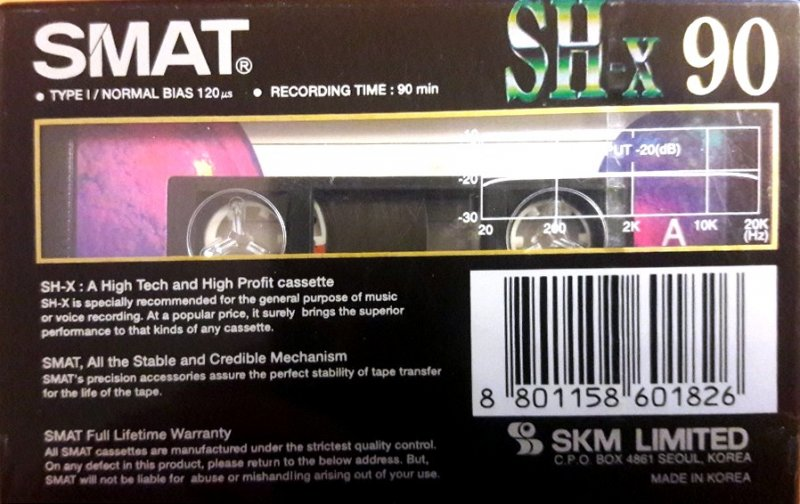 SMAT®
SH-X 90
• TYPE I / NORMAL BIAS 120μs • RECORDING TIME : 90 min
PUT -20(dB)
-20
-30
20 200 2K 10K 20K
(Hz)
A
SH-X : A High Tech and High Profit cassette
SH-X is specially recommended for the general purpose of music
or voice recording. At a popular price, it surely brings the superior
performance to that kinds of any cassette.
SMAT, All the Stable and Credible Mechanism
SMAT's precision accessories assure the perfect stability of tape transfer
for the life of the tape.
SMAT Full Lifetime Warranty
All SMAT cassettes are manufactured under the strictest quality control.
On any defect in this product, please return to the below address. But,
SMAT will not be liable for abuse or mishandling arising out of your use.
8 801158 601826
SKM LIMITED
C.P.O BOX 4861 SEOUL, KOREA
MADE IN KOREA